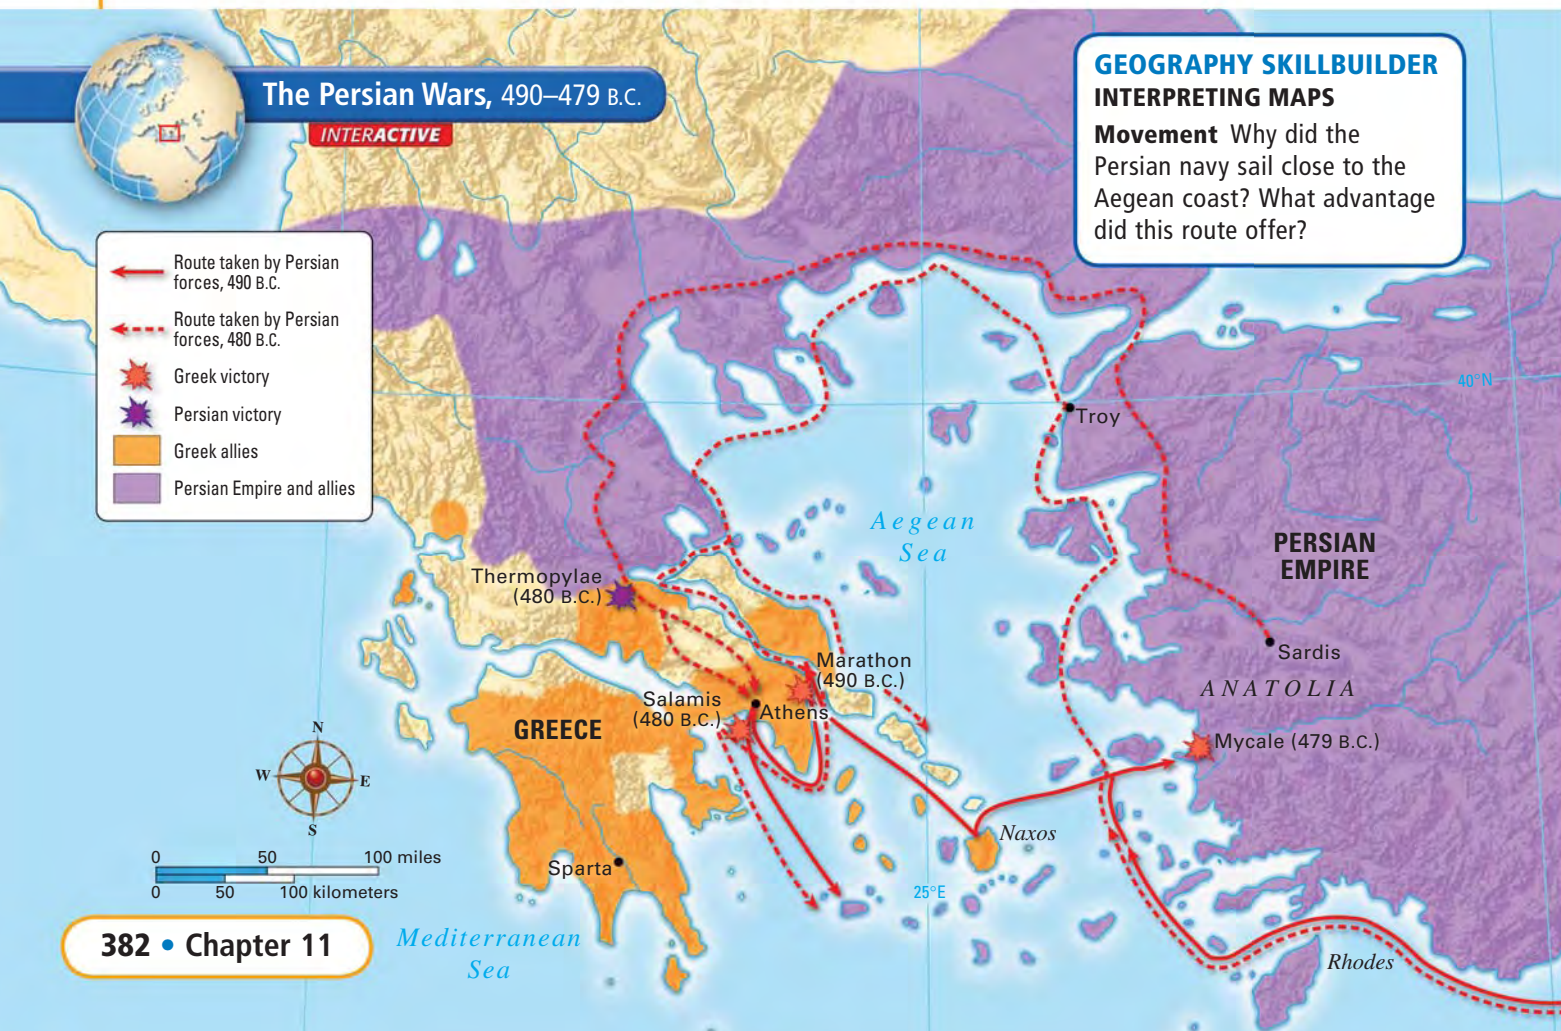 The Persian Wars, 490–479 B.C.
INTERACTIVE
GEOGRAPHY SKILLBUILDER
INTERPRETING MAPS
Movement Why did the
Persian navy sail close to the
Aegean coast? What advantage
did this route offer?
Route taken by Persian
forces, 490 B.C.
Route taken by Persian
forces, 480 B.C.
Greek victory
Persian victory
Greek allies
Persian Empire and allies
40°N
Troy
Aegean
Sea
PERSIAN
EMPIRE
Thermopylae
(480 B.C.)
Sardis
Marathon
(490 B.C.)
ANATOLIA
Salamis
(480 B.C.)
Athens
GREECE
Mycale (479 B.C.)
N
W
E
S
Naxos
0 50 100 miles
0 50 100 kilometers
Sparta
25°E
382 • Chapter 11
Mediterranean
Sea
Rhodes